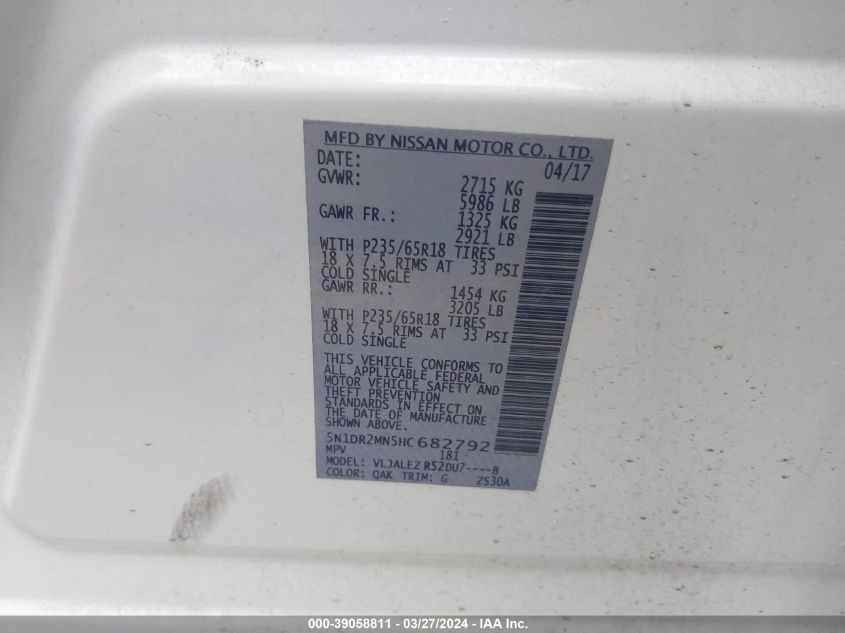 MFD BY NISSAN MOTOR CO., LTD.
DATE: 04/17
GVWR: 2715 KG
5986 LB
GAWR FR.: 1325 KG
2921 LB
WITH P235/65R18 TIRES
18 X 7.5 RIMS AT 33 PSI
COLD SINGLE
GAWR RR.: 1454 KG
3205 LB
WITH P235/65R18 TIRES
18 X 7.5 RIMS AT 33 PSI
COLD SINGLE
THIS VEHICLE CONFORMS TO
ALL APPLICABLE FEDERAL
MOTOR VEHICLE SAFETY AND
THEFT PREVENTION
STANDARDS IN EFFECT ON
THE DATE OF MANUFACTURE
SHOWN ABOVE.
5N1DR2MN5HC682792
MPV 181
MODEL: VLJALEZ R52DU7----B
COLOR: QAK TRIM: G ZS30A
000-39058811 - 03/27/2024 - IAA Inc.